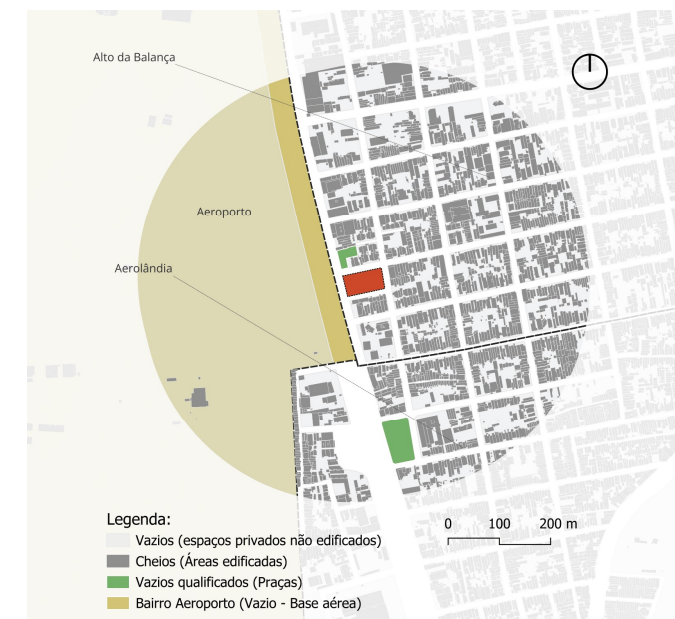 Alto da Balança
Aeroporto
Aerolândia
Legenda:
Vazios (espaços privados não edificados)
Cheios (Áreas edificadas)
Vazios qualificados (Praças)
Bairro Aeroporto (Vazio - Base aérea)
0 100 200 m